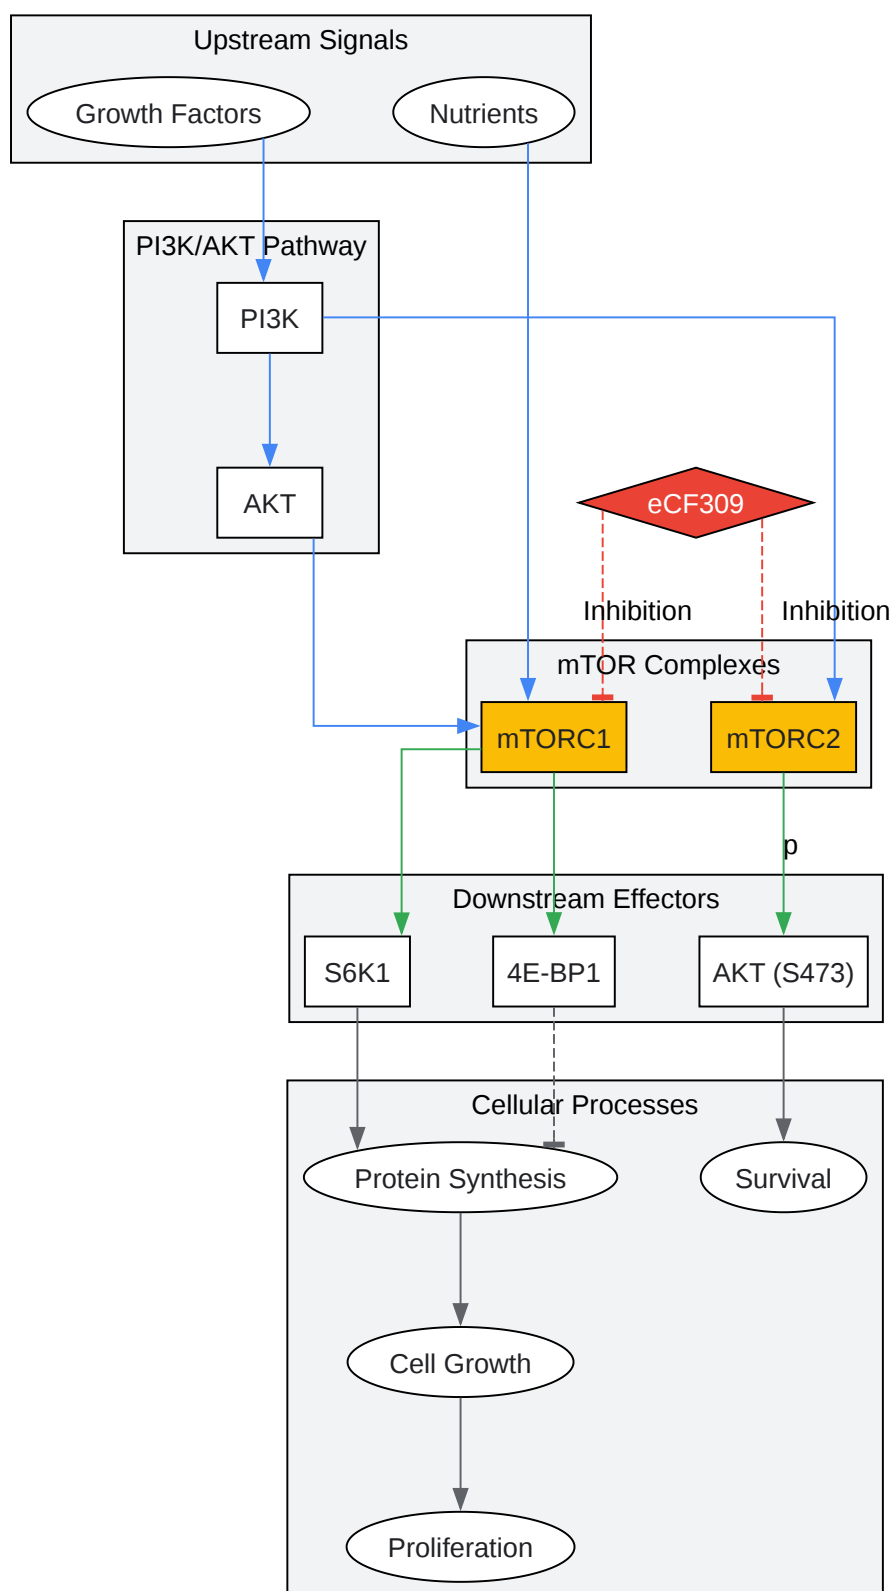 Upstream Signals
Growth Factors
Nutrients
PI3K/AKT Pathway
PI3K
AKT
eCF309
Inhibition
Inhibition
mTOR Complexes
mTORC1
mTORC2
p
Downstream Effectors
S6K1
4E-BP1
AKT (S473)
Cellular Processes
Protein Synthesis
Survival
Cell Growth
Proliferation